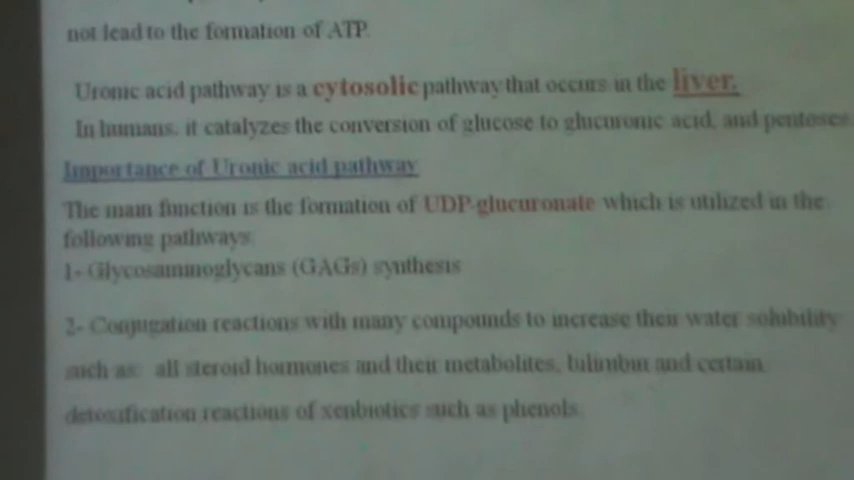 not lead to the formation of ATP.
Uronic acid pathway is a cytosolic pathway that occurs in the liver.
In humans, it catalyzes the conversion of glucose to glucuronic acid, and pentoses.
Importance of Uronic acid pathway
The main function is the formation of UDP-glucuronate which is utilized in the
following pathways:
1- Glycosaminoglycans (GAGs) synthesis
2- Conjugation reactions with many compounds to increase their water solubility
such as: all steroid hormones and their metabolites, bilirubin and certain
detoxification reactions of xenbiotics such as phenols.